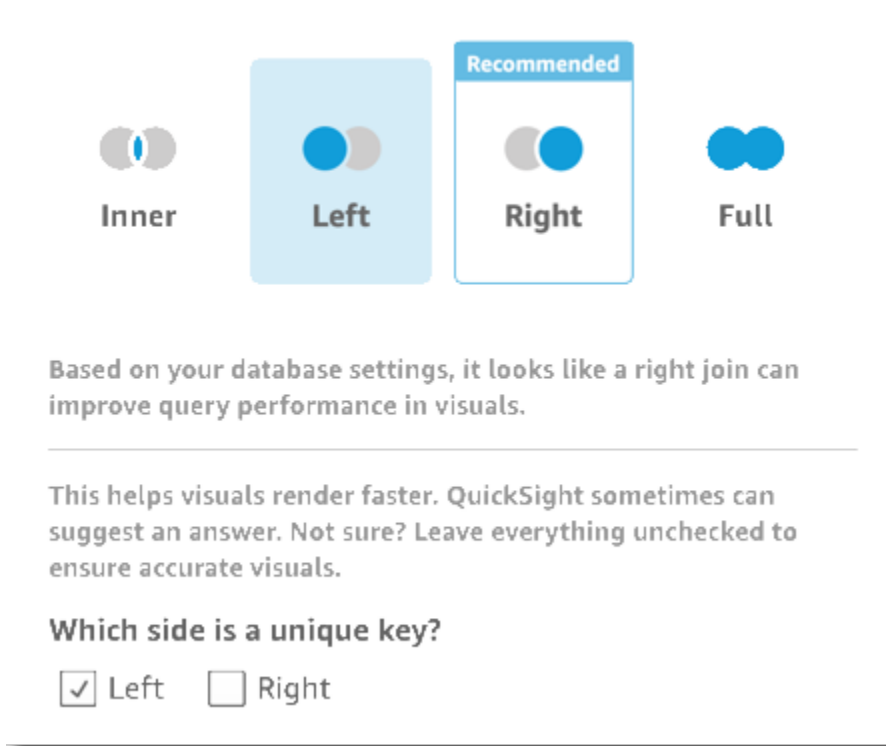 Recommended
Inner
Left
Right
Full
Based on your database settings, it looks like a right join can
improve query performance in visuals.
This helps visuals render faster. QuickSight sometimes can
suggest an answer. Not sure? Leave everything unchecked to
ensure accurate visuals.
Which side is a unique key?
Left
Right